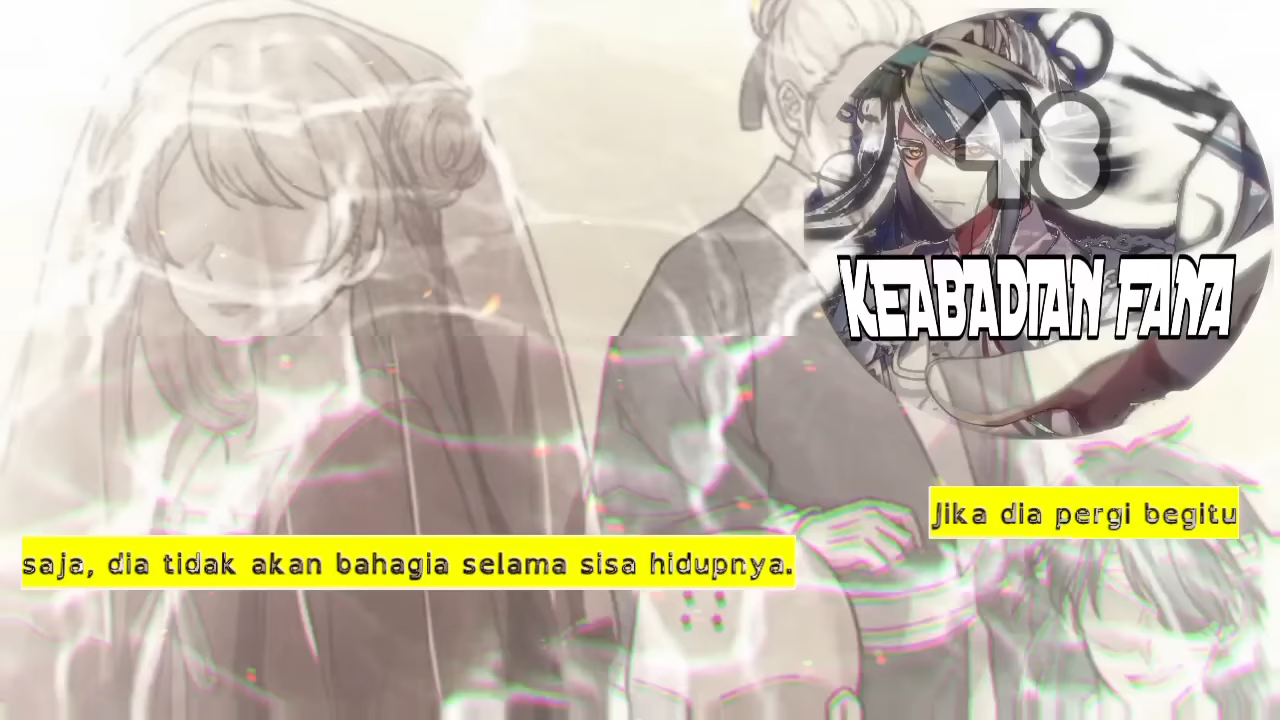 48
KEABADIAN FANA
Jika dia pergi begitu
saja, dia tidak akan bahagia selama sisa hidupnya.